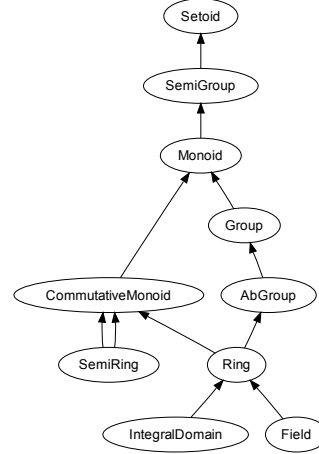 Setoid
SemiGroup
Monoid
Group
CommutativeMonoid
AbGroup
SemiRing
Ring
IntegralDomain
Field